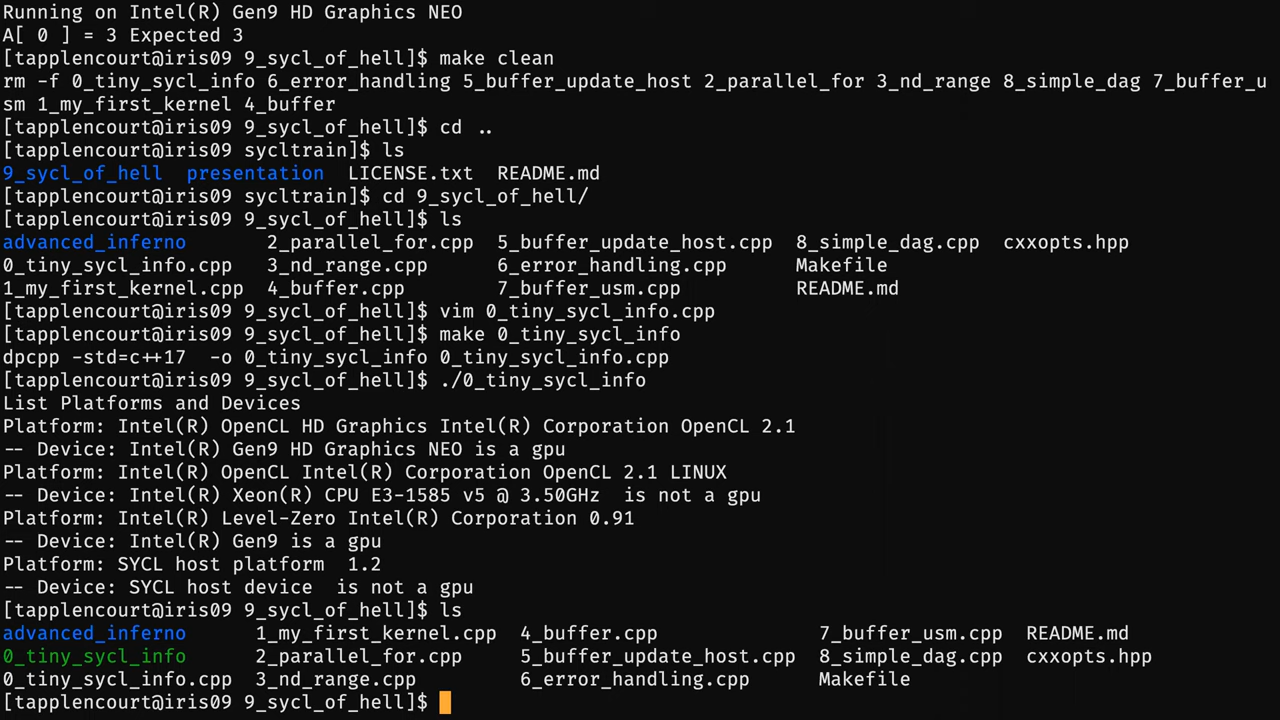 Running on Intel(R) Gen9 HD Graphics NEO
A[ 0 ] = 3 Expected 3
[tapplencourt@iris09 9_sycl_of_hell]$ make clean
rm -f 0_tiny_sycl_info 6_error_handling 5_buffer_update_host 2_parallel_for 3_nd_range 8_simple_dag 7_buffer_u
sm 1_my_first_kernel 4_buffer
[tapplencourt@iris09 9_sycl_of_hell]$ cd ..
[tapplencourt@iris09 sycltrain]$ ls
9_sycl_of_hell  presentation  LICENSE.txt  README.md
[tapplencourt@iris09 sycltrain]$ cd 9_sycl_of_hell/
[tapplencourt@iris09 9_sycl_of_hell]$ ls
advanced_inferno       2_parallel_for.cpp  5_buffer_update_host.cpp  8_simple_dag.cpp  cxxopts.hpp
0_tiny_sycl_info.cpp   3_nd_range.cpp      6_error_handling.cpp      Makefile
1_my_first_kernel.cpp  4_buffer.cpp        7_buffer_usm.cpp          README.md
[tapplencourt@iris09 9_sycl_of_hell]$ vim 0_tiny_sycl_info.cpp
[tapplencourt@iris09 9_sycl_of_hell]$ make 0_tiny_sycl_info
dpcpp -std=c++17  -o 0_tiny_sycl_info 0_tiny_sycl_info.cpp
[tapplencourt@iris09 9_sycl_of_hell]$ ./0_tiny_sycl_info
List Platforms and Devices
Platform: Intel(R) OpenCL HD Graphics Intel(R) Corporation OpenCL 2.1
-- Device: Intel(R) Gen9 HD Graphics NEO is a gpu
Platform: Intel(R) OpenCL Intel(R) Corporation OpenCL 2.1 LINUX
-- Device: Intel(R) Xeon(R) CPU E3-1585 v5 @ 3.50GHz  is not a gpu
Platform: Intel(R) Level-Zero Intel(R) Corporation 0.91
-- Device: Intel(R) Gen9 is a gpu
Platform: SYCL host platform  1.2
-- Device: SYCL host device  is not a gpu
[tapplencourt@iris09 9_sycl_of_hell]$ ls
advanced_inferno      1_my_first_kernel.cpp  4_buffer.cpp              7_buffer_usm.cpp  README.md
0_tiny_sycl_info      2_parallel_for.cpp     5_buffer_update_host.cpp  8_simple_dag.cpp  cxxopts.hpp
0_tiny_sycl_info.cpp  3_nd_range.cpp         6_error_handling.cpp      Makefile
[tapplencourt@iris09 9_sycl_of_hell]$